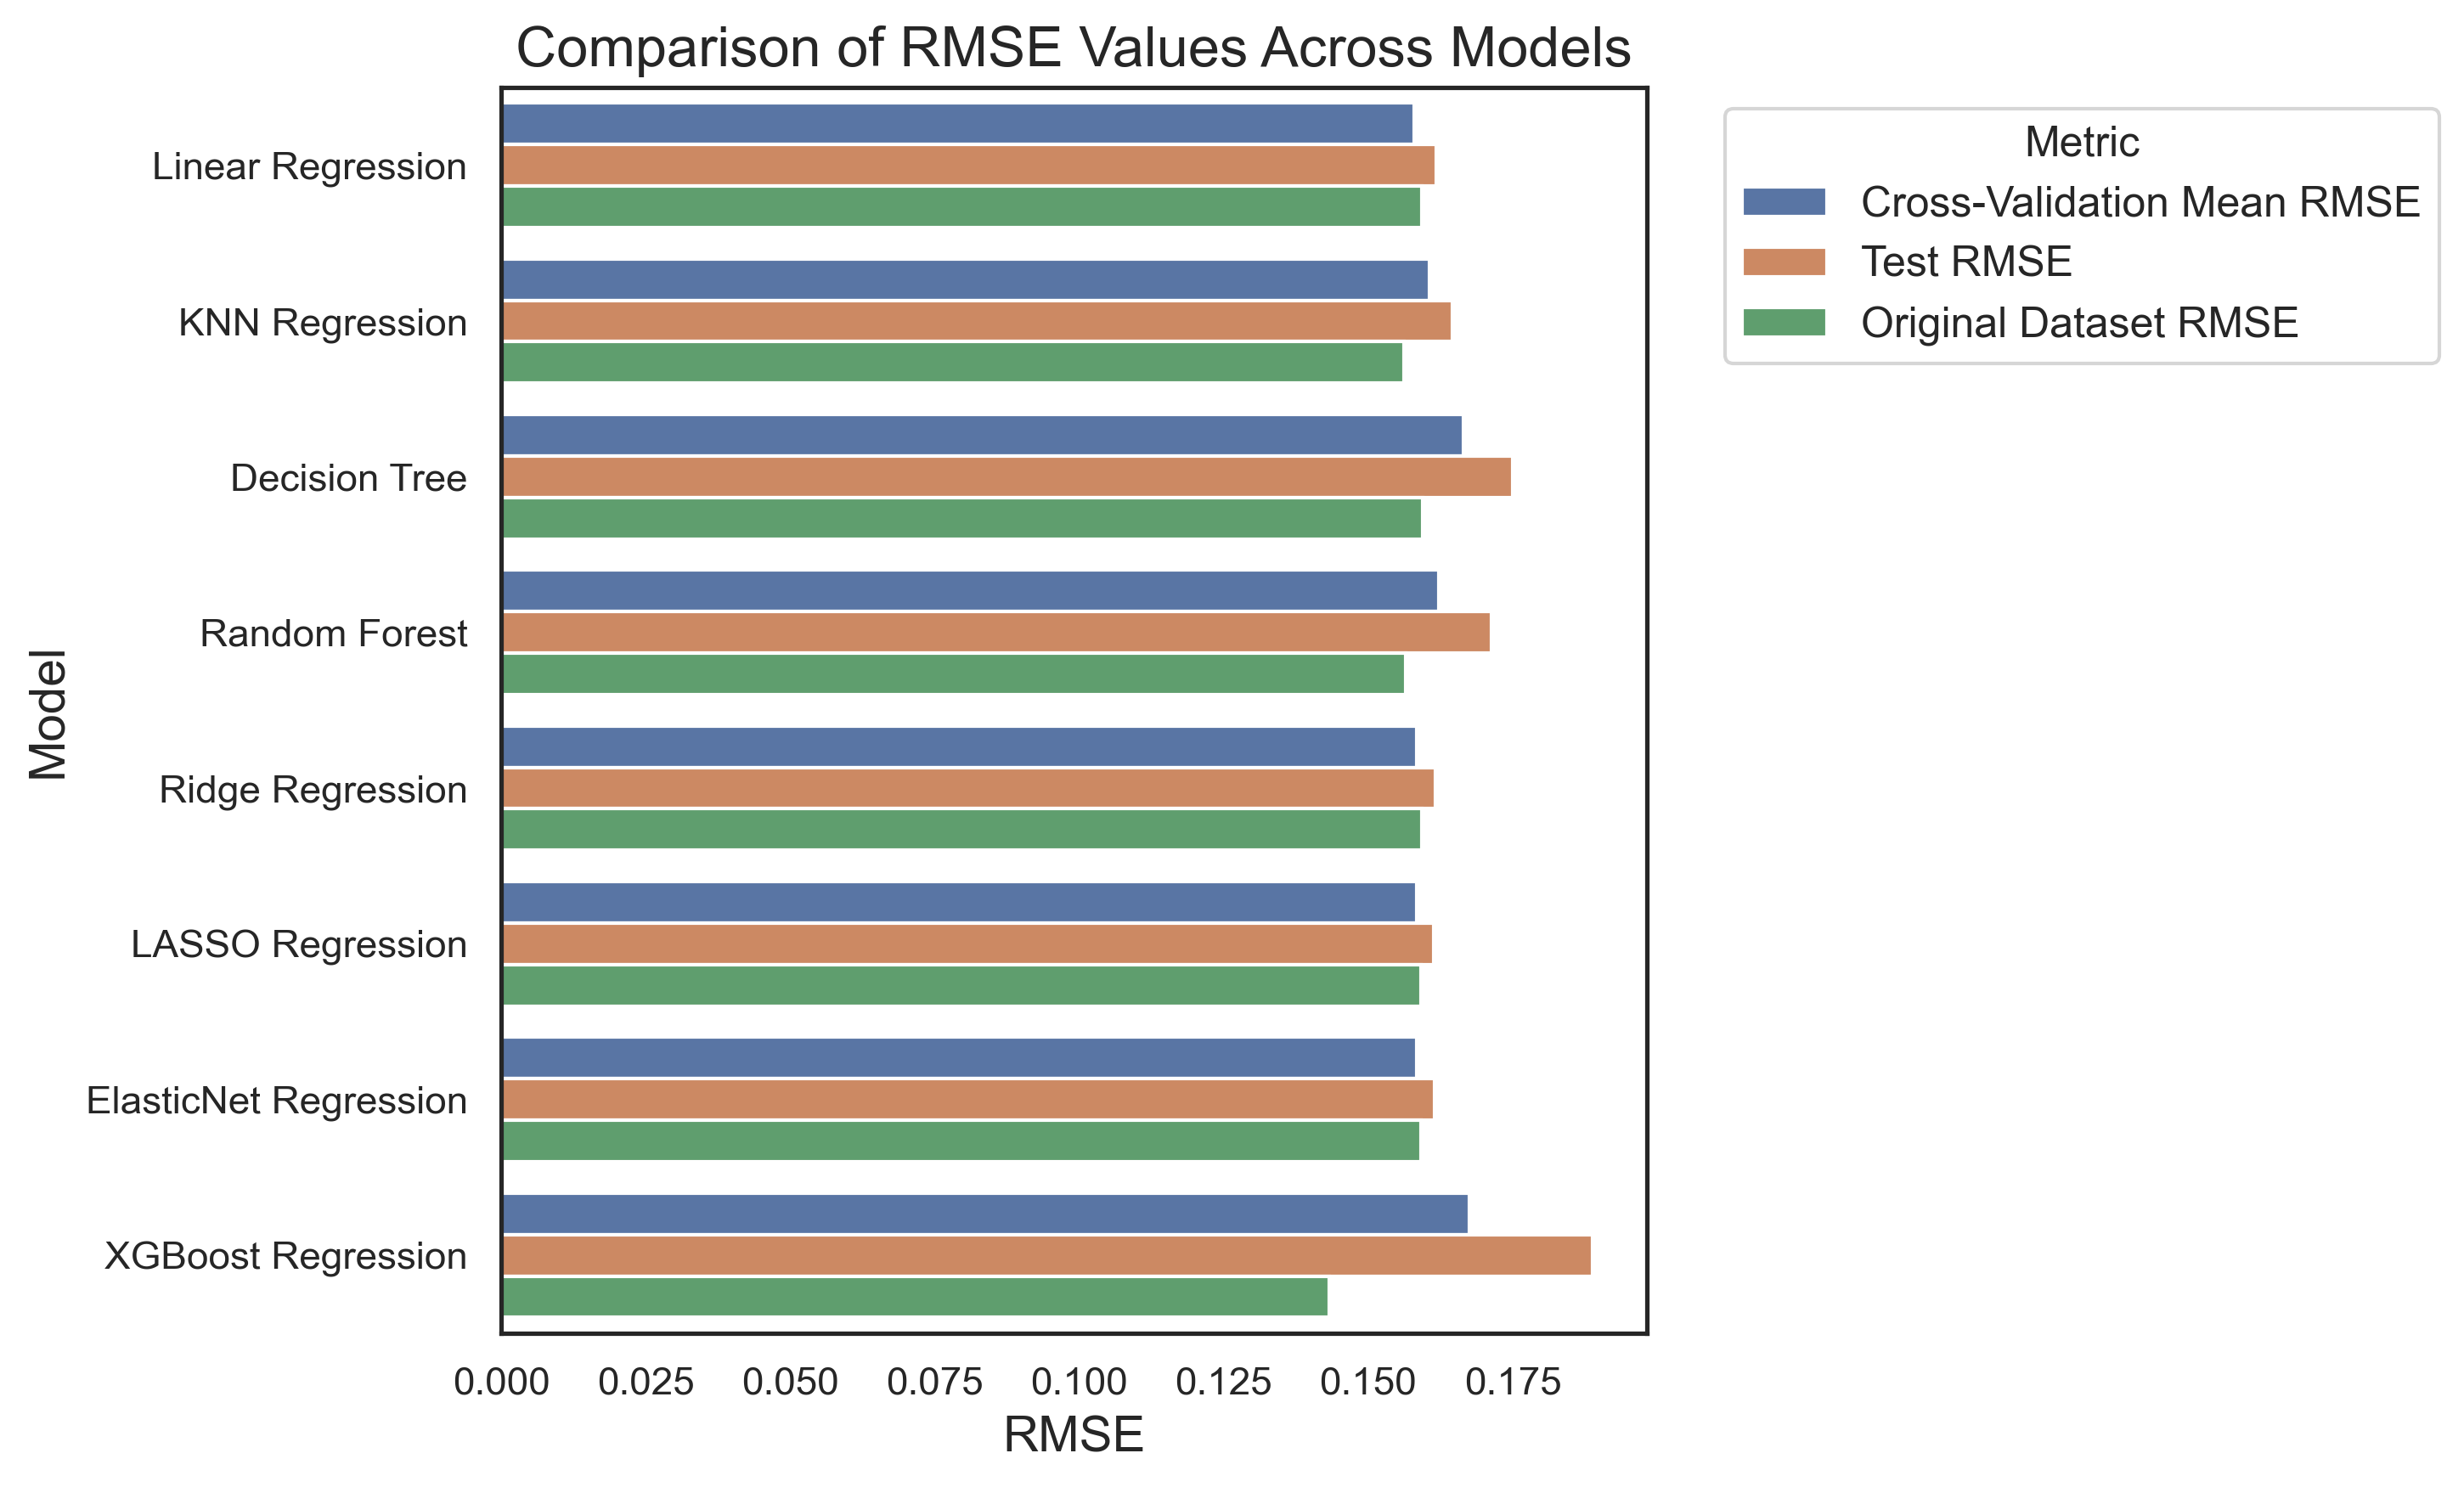 Comparison of RMSE Values Across Models
Metric
Cross-Validation Mean RMSE
Test RMSE
Original Dataset RMSE
Model
Linear Regression
KNN Regression
Decision Tree
Random Forest
Ridge Regression
LASSO Regression
ElasticNet Regression
XGBoost Regression
0.000 0.025 0.050 0.075 0.100 0.125 0.150 0.175
RMSE